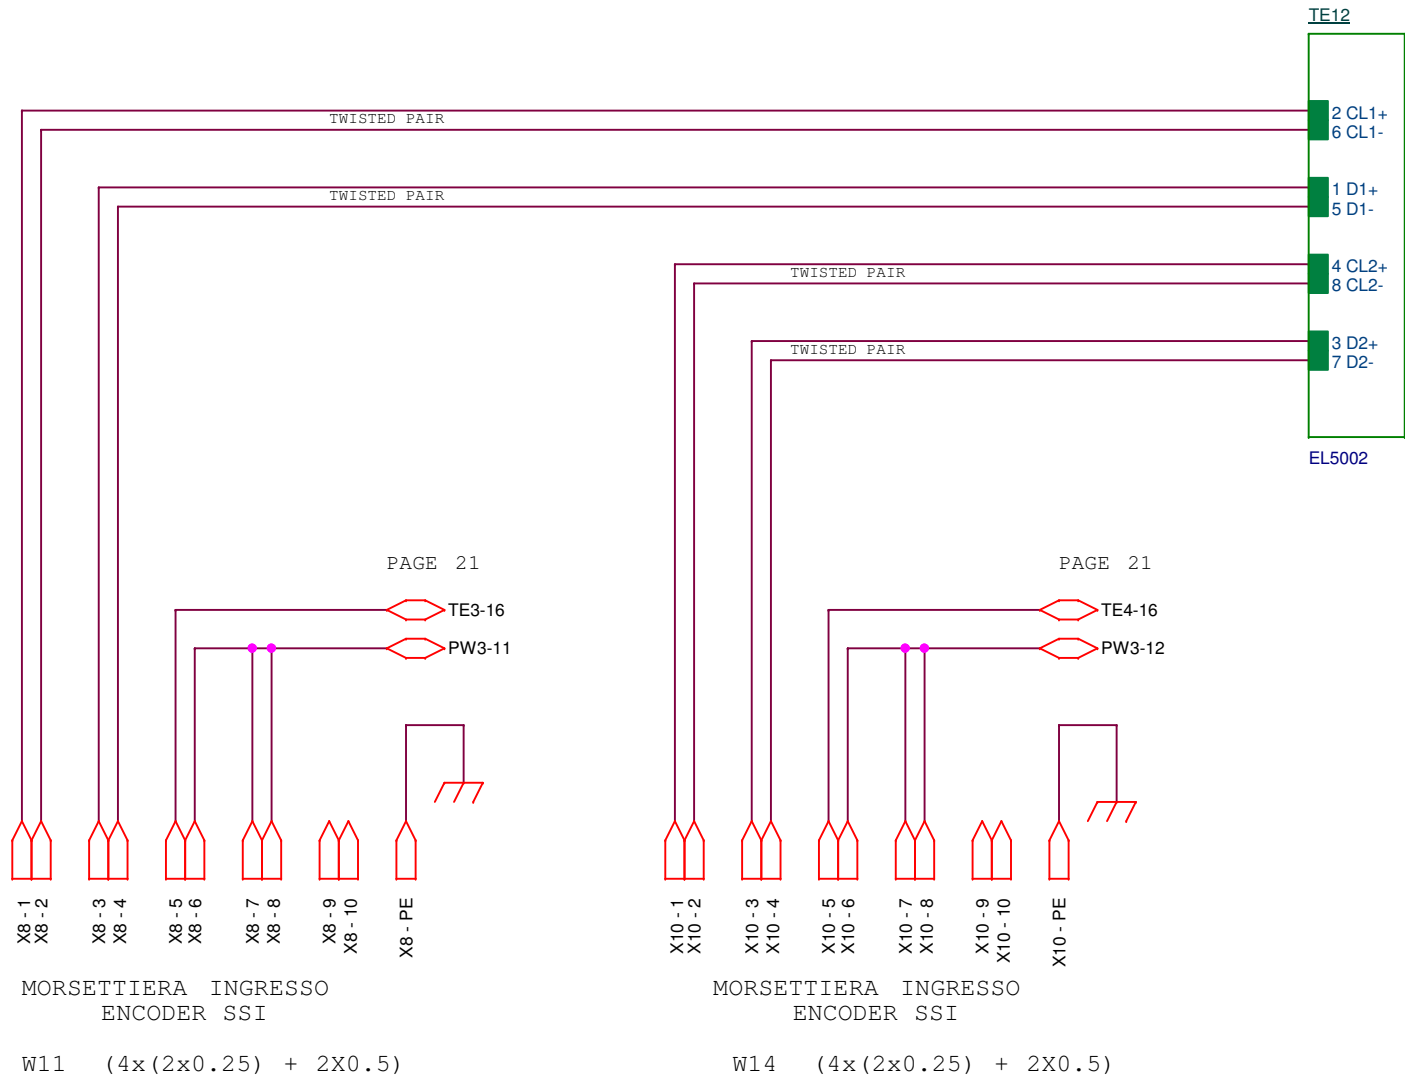 TE12
TWISTED PAIR
2 CL1+
6 CL1-
TWISTED PAIR
1 D1+
5 D1-
TWISTED PAIR
4 CL2+
8 CL2-
TWISTED PAIR
3 D2+
7 D2-
EL5002
PAGE 21
TE3-16
PW3-11
PAGE 21
TE4-16
PW3-12
X8 - 1
X8 - 2
X8 - 3
X8 - 4
X8 - 5
X8 - 6
X8 - 7
X8 - 8
X8 - 9
X8 - 10
X8 - PE
X10 - 1
X10 - 2
X10 - 3
X10 - 4
X10 - 5
X10 - 6
X10 - 7
X10 - 8
X10 - 9
X10 - 10
X10 - PE
MORSETTIERA INGRESSO
ENCODER SSI
W11 (4x(2x0.25) + 2X0.5)
MORSETTIERA INGRESSO
ENCODER SSI
W14 (4x(2x0.25) + 2X0.5)